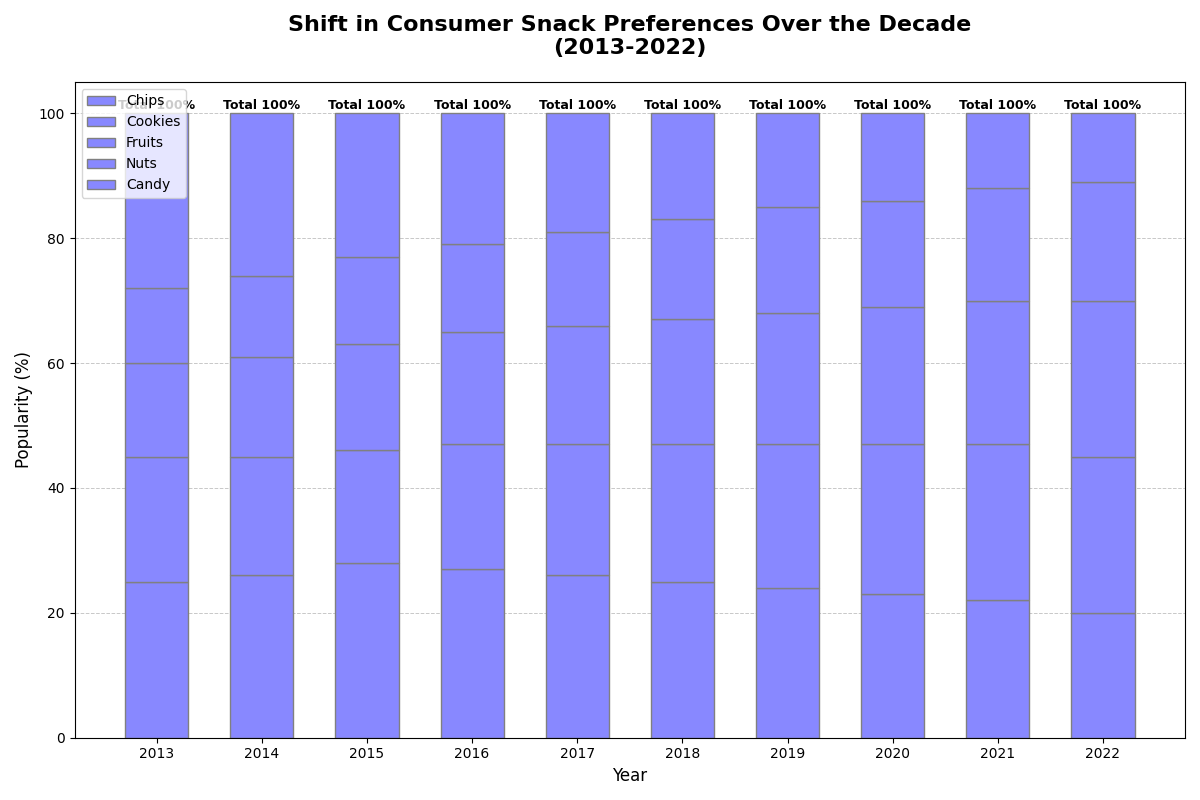 Shift in Consumer Snack Preferences Over the Decade
(2013-2022)
Total 100%
Total 100%
Total 100%
Total 100%
Total 100%
Total 100%
Total 100%
Total 100%
Total 100%
Total 100%
Chips
Cookies
Fruits
Nuts
Candy
100
80
60
40
20
0
Popularity (%)
2013
2014
2015
2016
2017
2018
2019
2020
2021
2022
Year